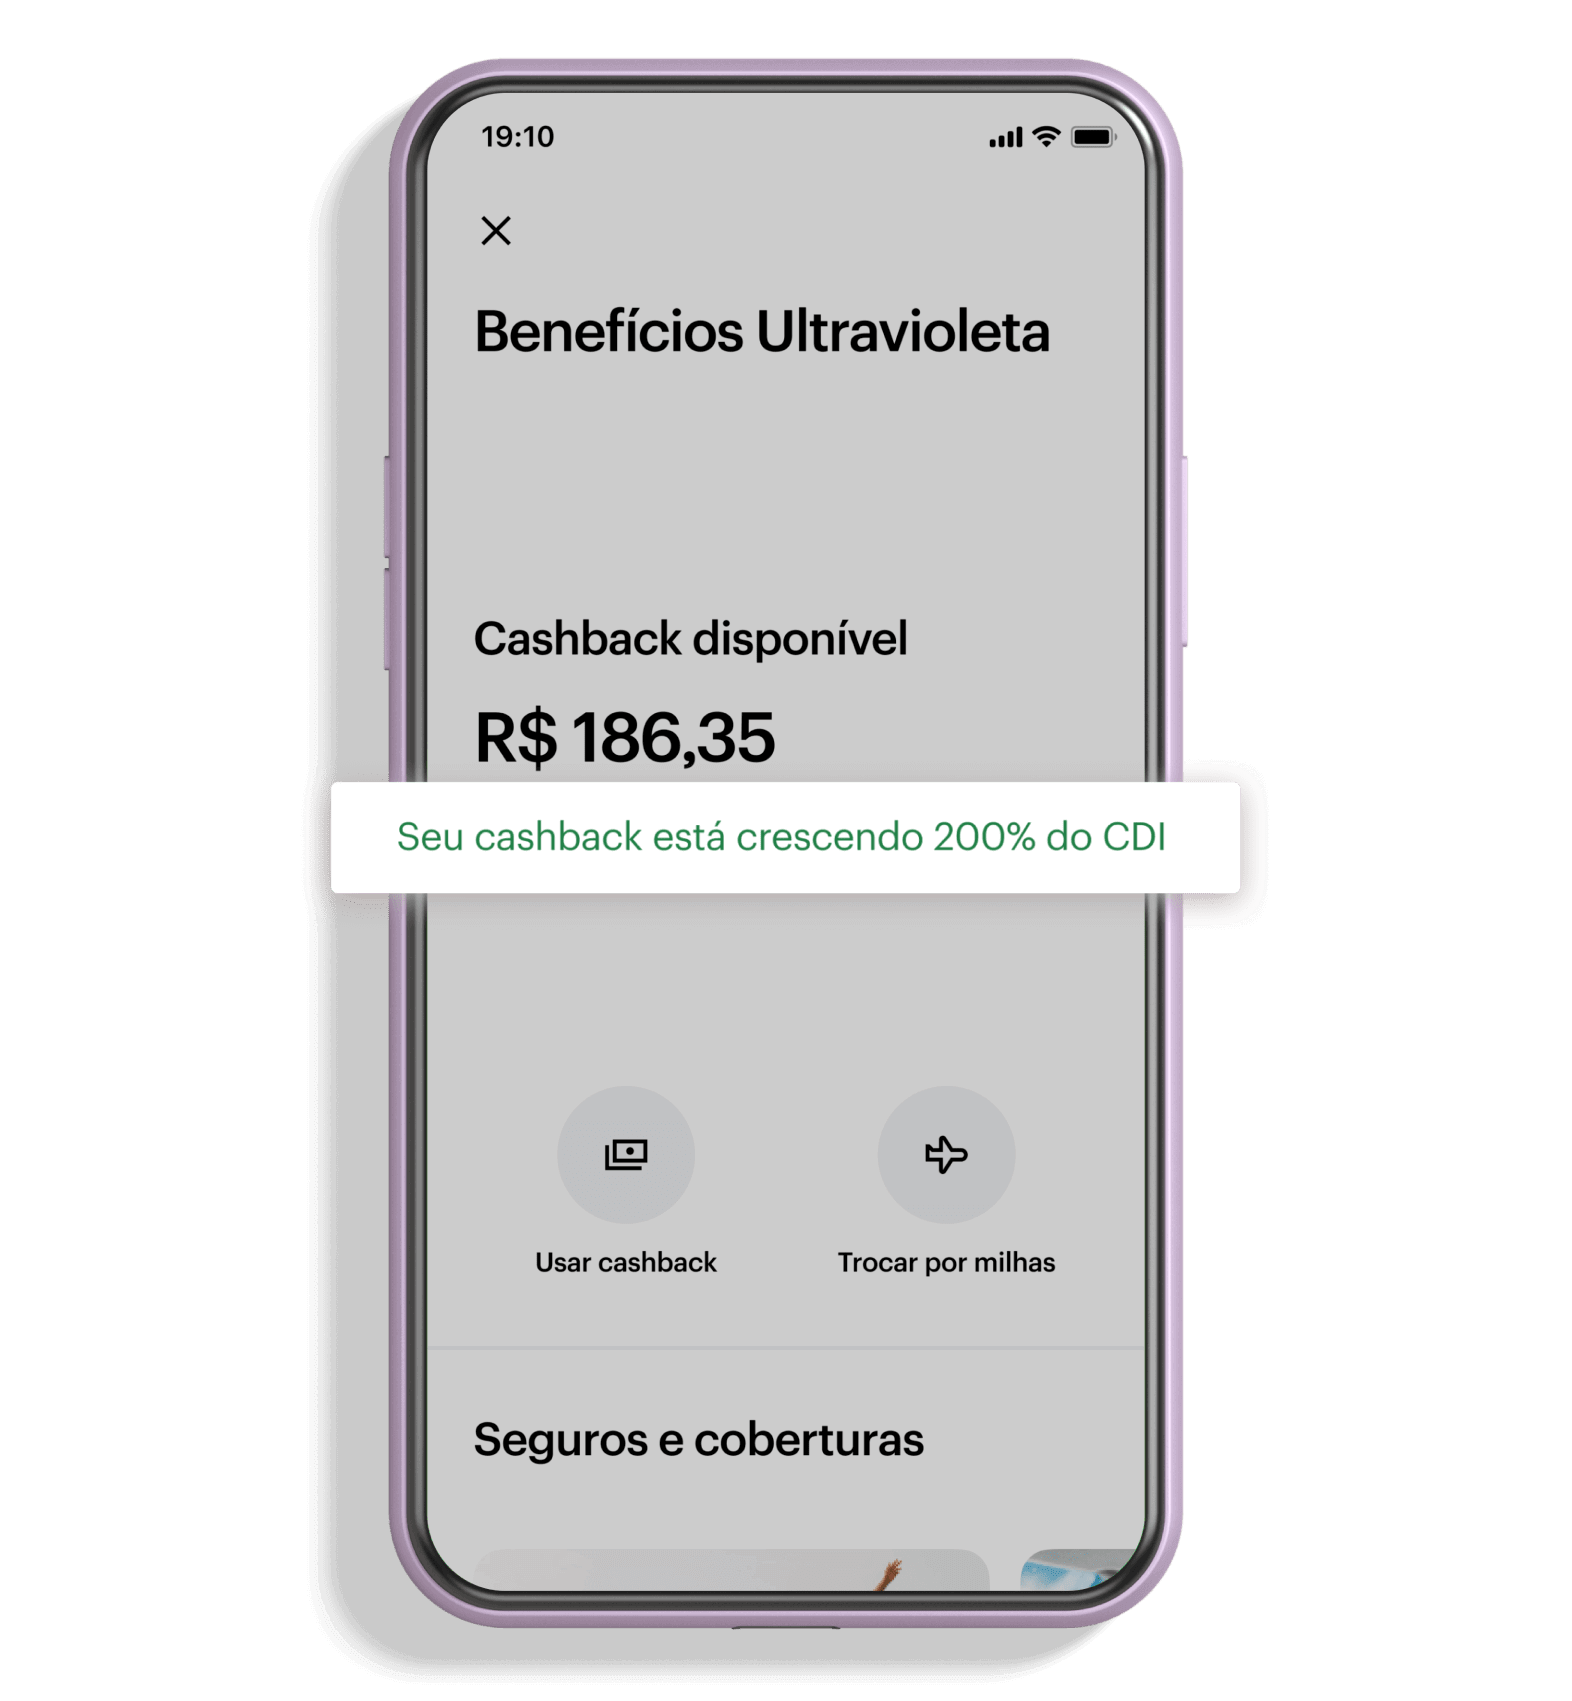 19:10
Benefícios Ultravioleta
Cashback disponível
R$ 186,35
Seu cashback está crescendo 200% do CDI
Usar cashback
Trocar por milhas
Seguros e coberturas